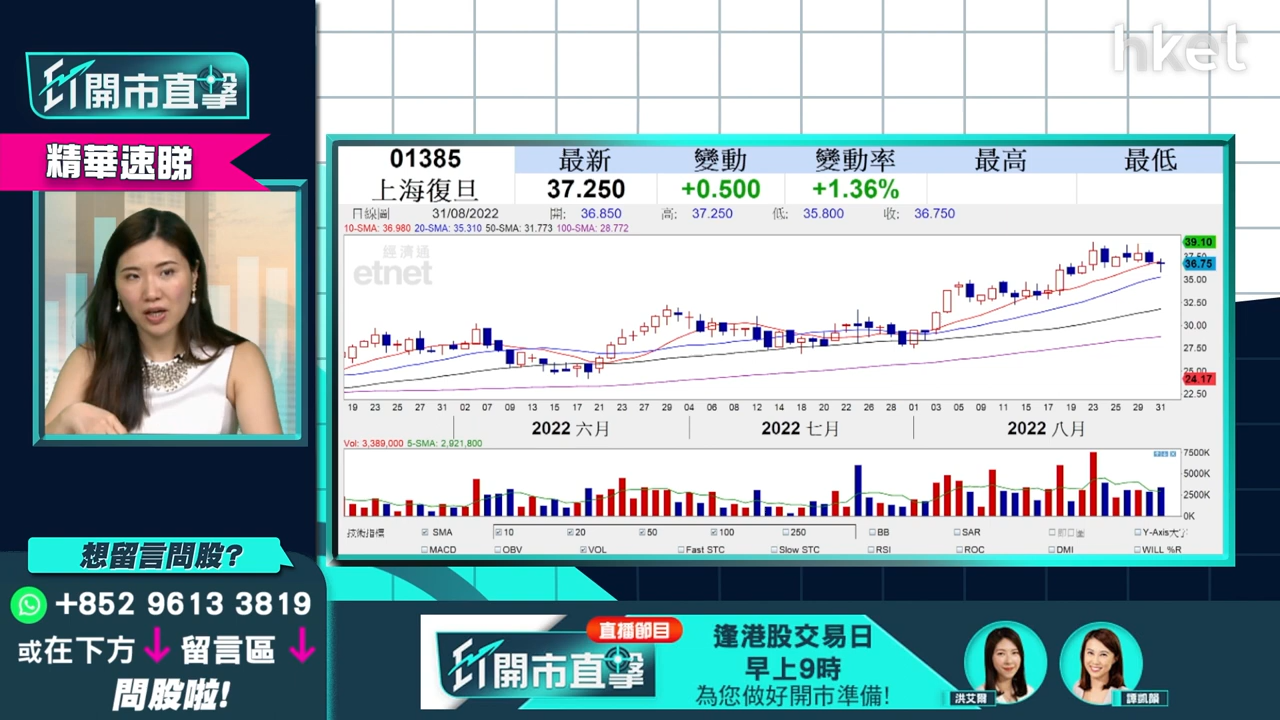 hket
ET開市直擊
精華速睇
01385
上海復旦
最新 變動 變動率 最高 最低
37.250 +0.500 +1.36%
日線圖 31/08/2022 開: 36.850 高: 37.250 低: 35.800 收: 36.750
10-SMA: 36.980 20-SMA: 35.310 50-SMA: 31.773 100-SMA: 28.772
經濟通
etnet
39.10
36.75
35.00
32.50
30.00
27.50
24.17
22.50
19 23 25 27 31 02 07 09 13 15 17 21 23 27 29 04 06 08 12 14 18 20 22 26 28 01 03 05 09 11 15 17 19 23 25 29 31
2022 六月 2022 七月 2022 八月
Vol: 3,389,000 5-SMA: 2,921,800
7500K
5000K
2500K
0K
技術指標 SMA 10 20 50 100 250 BB SAR Y-Axis大字
MACD OBV VOL Fast STC Slow STC RSI ROC DMI WILL %R
想留言問股?
+852 9613 3819
或在下方 留言區
問股啦!
ET開市直擊
直播節目
逢港股交易日
早上9時
為您做好開市準備!
洪艾爾
譚凱韻